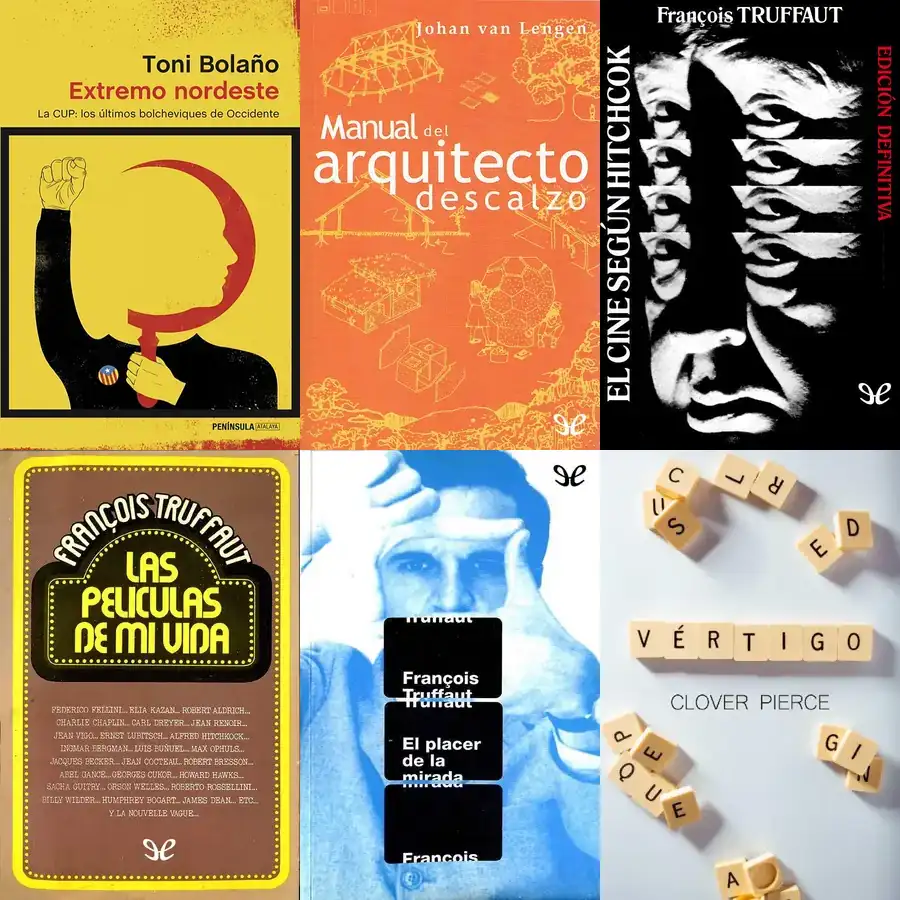 Toni Bolaño
Extremo nordeste
La CUP: los últimos bolcheviques de Occidente
PENÍNSULA ATALAYA
Johan van Lengen
Manual del
arquitecto
descalzo
François TRUFFAUT
EL CINE SEGÚN HITCHCOK
EDICIÓN DEFINITIVA
FRANÇOIS TRUFFAUT
LAS
PELICULAS
DE MI VIDA
FEDERICO FELLINI... ELIA KAZAN... ROBERT ALDRICH...
CHARLIE CHAPLIN... CARL DREYER... JEAN RENOIR...
JEAN VIGO... ERNST LUBITSCH... ALFRED HITCHCOCK...
INGMAR BERGMAN... LUIS BUÑUEL... MAX OPHULS...
JACQUES BECKER... JEAN COCTEAU... ROBERT BRESSON...
ABEL GANCE... GEORGES CUKOR... HOWARD HAWKS...
SACHA GUITRY... ORSON WELLES... ROBERTO ROSSELLINI...
BILLY WILDER... HUMPHREY BOGART... JAMES DEAN... ETC...
Y LA NOUVELLE VAGUE...
Truffaut
François
Truffaut
El placer
de la
mirada
François
C L R
U S
E D
VÉRTIGO
CLOVER PIERCE
P E
Q U E
G I N
A O